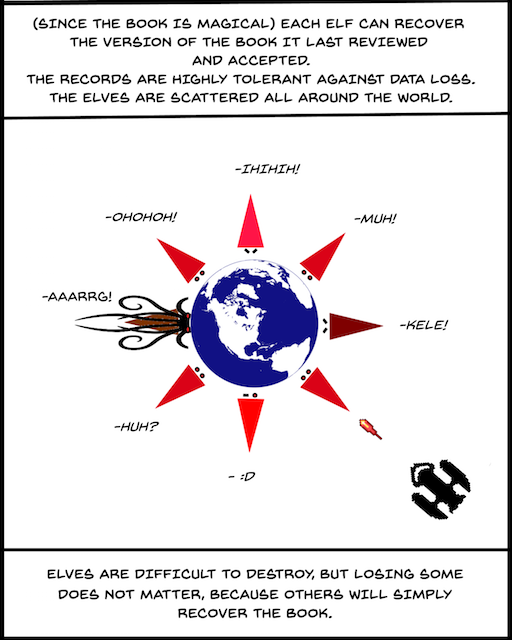 (SINCE THE BOOK IS MAGICAL) EACH ELF CAN RECOVER
THE VERSION OF THE BOOK IT LAST REVIEWED
AND ACCEPTED.
THE RECORDS ARE HIGHLY TOLERANT AGAINST DATA LOSS.
THE ELVES ARE SCATTERED ALL AROUND THE WORLD.
-IHIHIH!
-OHOHOH!
-MUH!
-AAARRG!
-KELE!
-HUH?
- :D
ELVES ARE DIFFICULT TO DESTROY, BUT LOSING SOME
DOES NOT MATTER, BECAUSE OTHERS WILL SIMPLY
RECOVER THE BOOK.